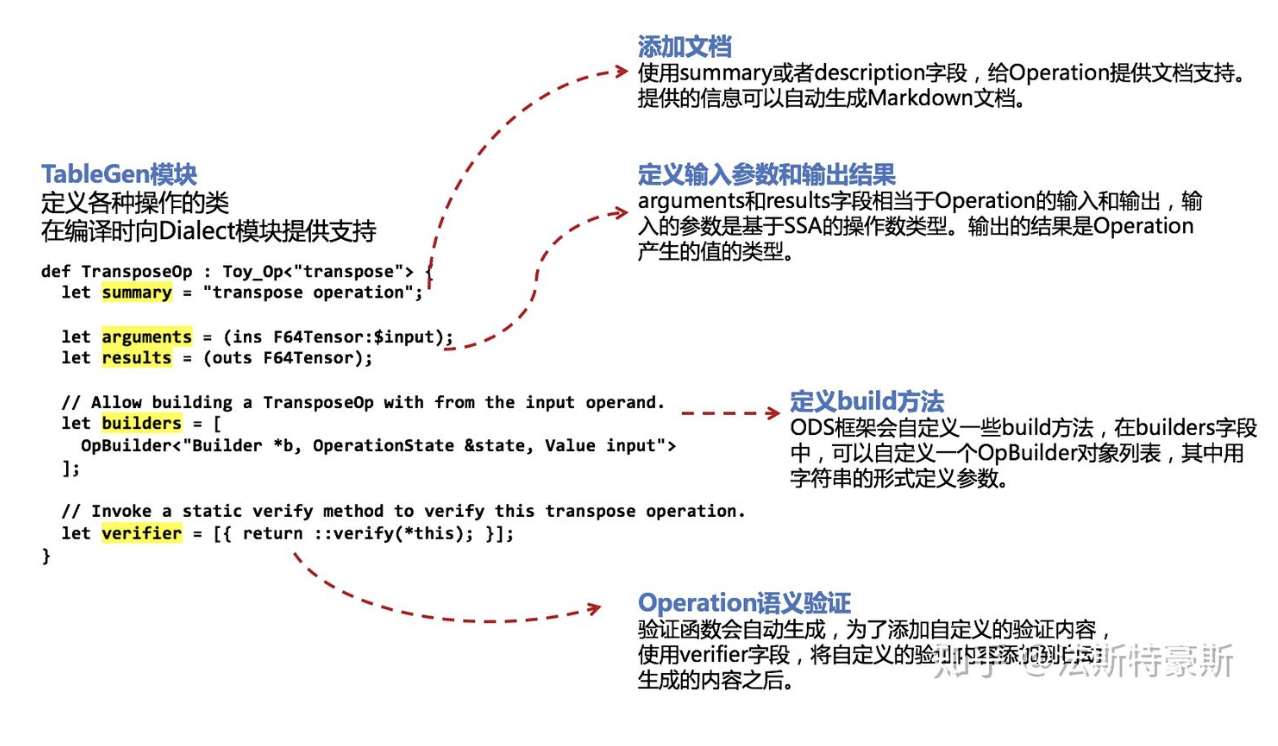 添加文档
使用summary或者description字段，给Operation提供文档支持。
提供的信息可以自动生成Markdown文档。
TableGen模块
定义各种操作的类
在编译时向Dialect模块提供支持
定义输入参数和输出结果
arguments和results字段相当于Operation的输入和输出，输
入的参数是基于SSA的操作数类型。输出的结果是Operation
产生的值的类型。
def TransposeOp : Toy_Op<"transpose"> {
let summary = "transpose operation";
let arguments = (ins F64Tensor:$input);
let results = (outs F64Tensor);
// Allow building a TransposeOp with from the input operand.
let builders = [
OpBuilder<"Builder *b, OperationState &state, Value input">
];
// Invoke a static verify method to verify this transpose operation.
let verifier = [{ return ::verify(*this); }];
}
定义build方法
ODS框架会自定义一些build方法，在builders字段
中，可以自定义一个OpBuilder对象列表，其中用
字符串的形式定义参数。
Operation语义验证
验证函数会自动生成，为了添加自定义的验证内容，
使用verifier字段，将自定义的验证内容添加到自动
生成的内容之后。
知乎 @法斯特豪斯